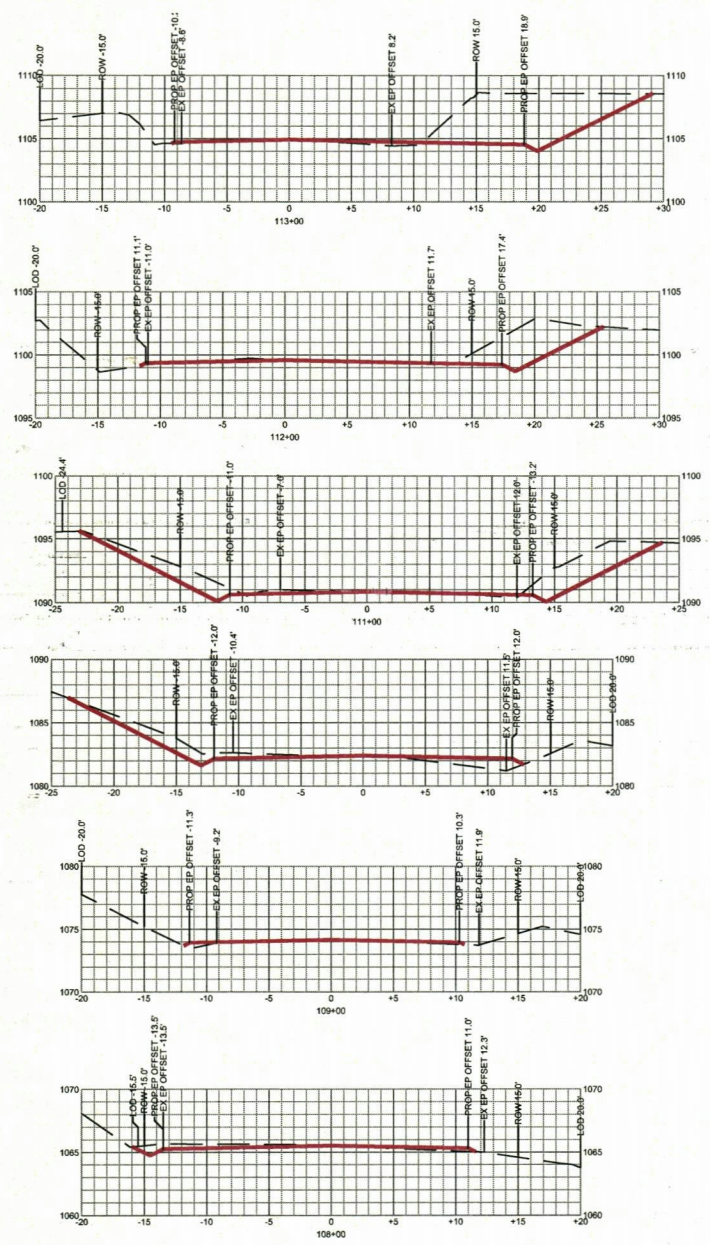 LOD -20.0'
ROW -15.0'
EX EP OFFSET -8.6'
EX EP OFFSET 8.2'
ROW 15.0'
PROP EP OFFSET 18.9'
1110 1110
1105 1105
1100 1100
-20 -15 -10 -5 0 +5 +10 +15 +20 +25 +30
113+00
LOD -20.0'
ROW -15.0'
PROP EP OFFSET 11.1'
EX EP OFFSET -11.0'
EX EP OFFSET 11.7'
ROW 15.0'
PROP EP OFFSET 17.4'
1105 1105
1100 1100
1095 1095
-20 -15 -10 -5 0 +5 +10 +15 +20 +25 +30
112+00
LOD -24.4'
ROW -15.0'
PROP EP OFFSET -11.0'
EX EP OFFSET -7.0'
EX EP OFFSET 12.0'
PROP EP OFFSET -13.2'
ROW 15.0'
1100 1100
1095 1095
1090 1090
-25 -20 -15 -10 -5 0 +5 +10 +15 +20 +25
111+00
ROW -15.0'
PROP EP OFFSET -12.0'
EX EP OFFSET -10.4'
EX EP OFFSET 11.5'
PROP EP OFFSET 12.0'
ROW 15.0'
LOD 20.0'
1090 1090
1085 1085
1080 1080
-25 -20 -15 -10 -5 0 +5 +10 +15 +20
110+00
LOD -20.0'
ROW -15.0'
PROP EP OFFSET -11.3'
EX EP OFFSET -9.2'
PROP EP OFFSET 10.3'
EX EP OFFSET 11.9'
ROW 15.0'
LOD 20.0'
1080 1080
1075 1075
1070 1070
-20 -15 -10 -5 0 +5 +10 +15 +20
109+00
LOD -15.5'
ROW -15.0'
PROP EP OFFSET -13.5'
EX EP OFFSET -13.5'
PROP EP OFFSET 11.0'
EX EP OFFSET 12.3'
ROW 15.0'
LOD 20.0'
1070 1070
1065 1065
1060 1060
-20 -15 -10 -5 0 +5 +10 +15 +20
108+00